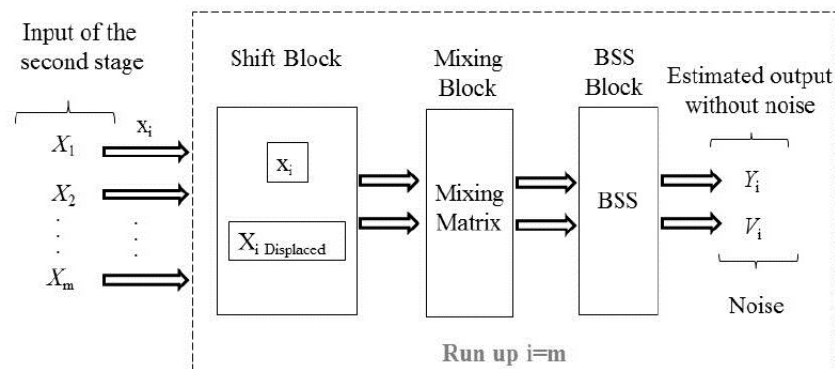 Input of the
second stage
Shift Block
Mixing
Block
BSS
Block
Estimated output
without noise
xi
X1
X2
. .
. .
. .
Xm
xi
Xi Displaced
Mixing
Matrix
BSS
Yi
Vi
Noise
Run up i=m